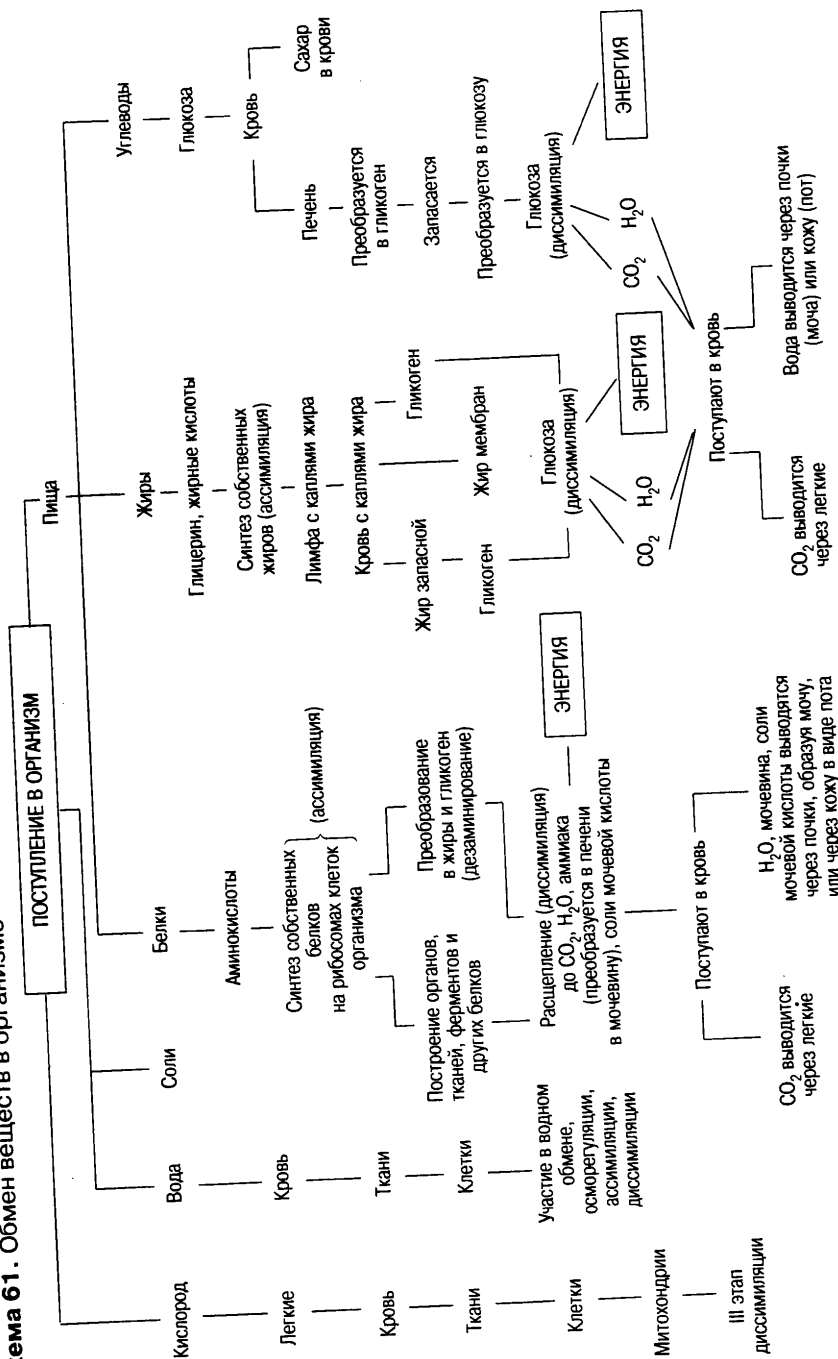 ема 61. Обмен веществ в организме
ПОСТУПЛЕНИЕ В ОРГАНИЗМ
Кислород
Легкие
Кровь
Ткани
Клетки
Митохондрии
III этап
диссимиляции
Вода
Кровь
Ткани
Клетки
Участие в водном
обмене,
осморегуляции,
ассимиляции,
диссимиляции
Соли
Пища
Белки
Аминокислоты
Синтез собственных
белков
на рибосомах клеток
организма
(ассимиляция)
Построение органов,
тканей, ферментов и
других белков
Преобразование
в жиры и гликоген
(дезаминирование)
Расщепление (диссимиляция)
до CO₂, H₂O, аммиака
(преобразуется в печени
в мочевину), соли мочевой кислоты
ЭНЕРГИЯ
Поступают в кровь
CO₂ выводится
через легкие
H₂O, мочевина, соли
мочевой кислоты выводятся
через почки, образуя мочу,
или через кожу в виде пота
Жиры
Глицерин, жирные кислоты
Синтез собственных
жиров (ассимиляция)
Лимфа с каплями жира
Кровь с каплями жира
Жир запасной
Гликоген
Жир мембран
Гликоген
Глюкоза
(диссимиляция)
CO₂
H₂O
ЭНЕРГИЯ
Углеводы
Глюкоза
Кровь
Печень
Сахар
в крови
Преобразуется
в гликоген
Запасается
Преобразуется в глюкозу
Глюкоза
(диссимиляция)
CO₂
H₂O
ЭНЕРГИЯ
Поступают в кровь
CO₂ выводится
через легкие
Вода выводится через почки
(моча) или кожу (пот)